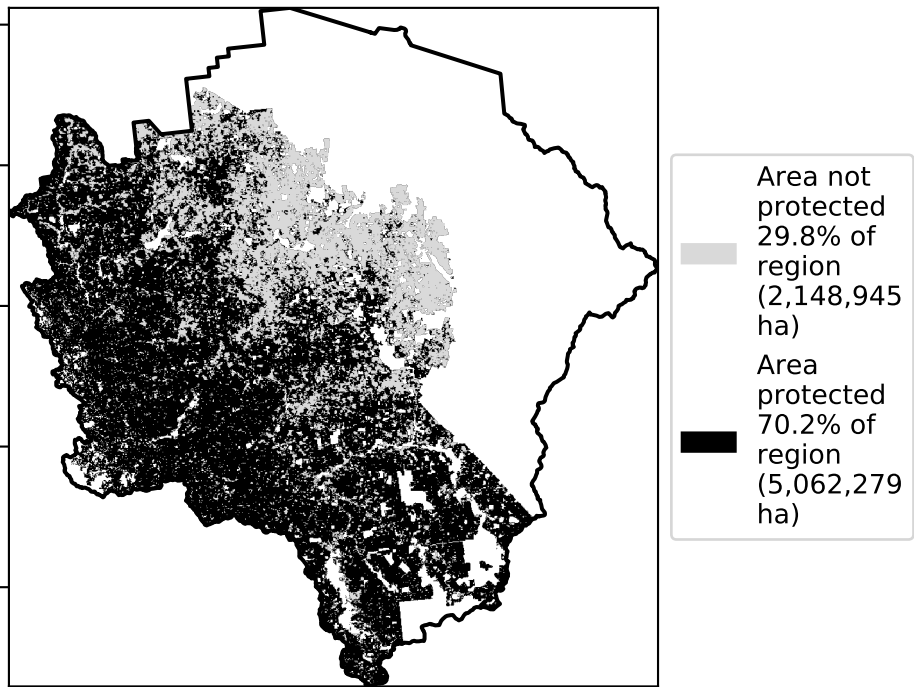 Area not
protected
29.8% of
region
(2,148,945
ha)
Area
protected
70.2% of
region
(5,062,279
ha)